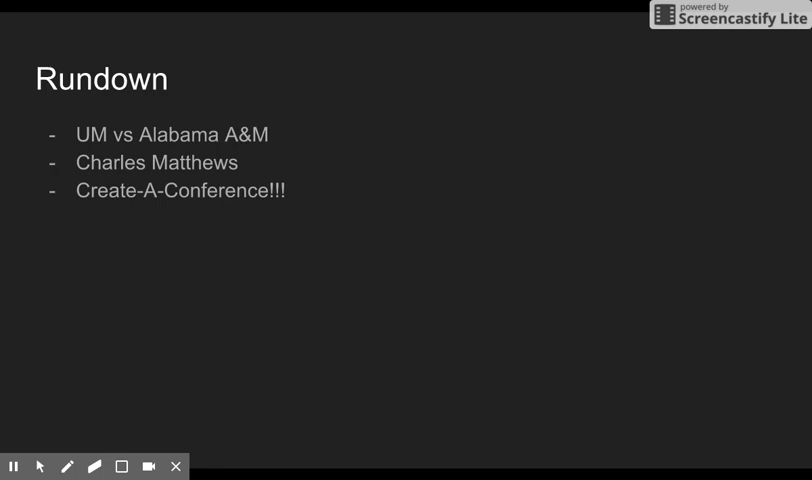 powered by
Screencastify Lite
Rundown
- UM vs Alabama A&M
- Charles Matthews
- Create-A-Conference!!!